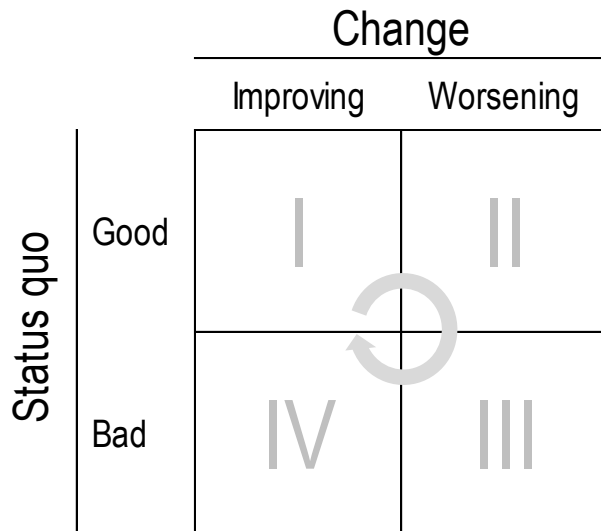 Change
Improving Worsening
Status quo
Good I II
Bad IV III